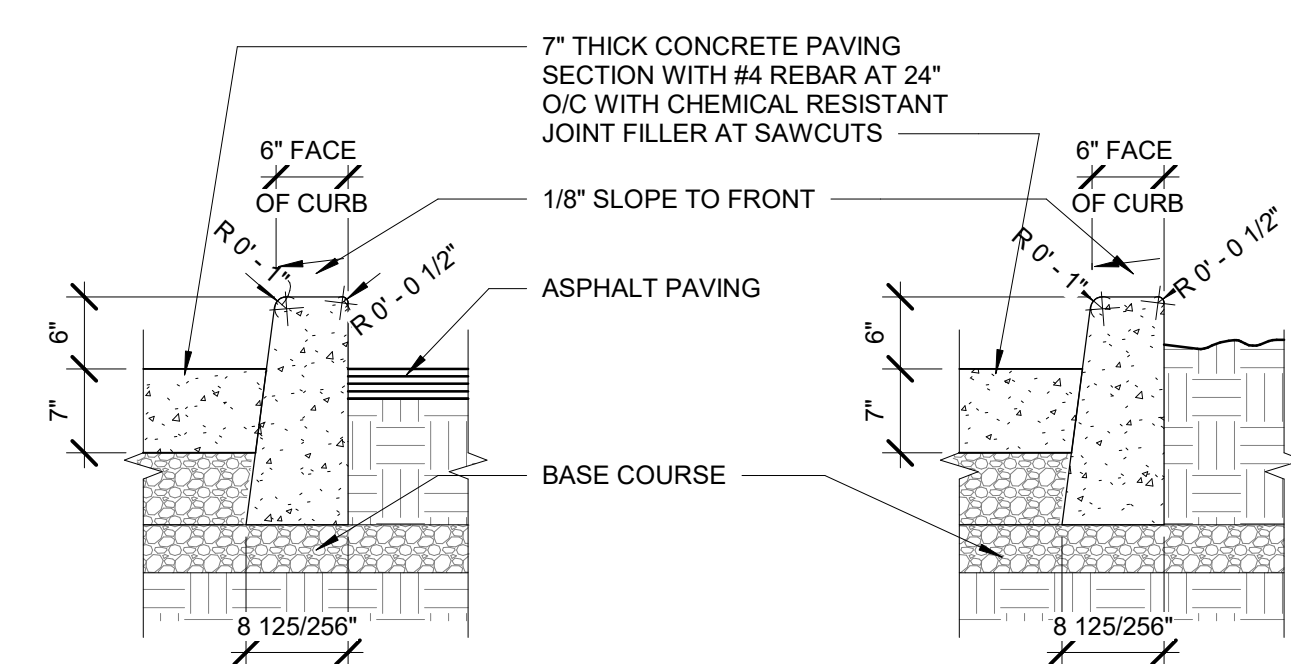 7" THICK CONCRETE PAVING
SECTION WITH #4 REBAR AT 24"
O/C WITH CHEMICAL RESISTANT
JOINT FILLER AT SAWCUTS
6" FACE
OF CURB
6" FACE
OF CURB
1/8" SLOPE TO FRONT
R 0' - 1"
R 0' - 0 1/2"
R 0' - 1"
R 0' - 0 1/2"
ASPHALT PAVING
6"
7"
6"
7"
BASE COURSE
8 125/256"
8 125/256"